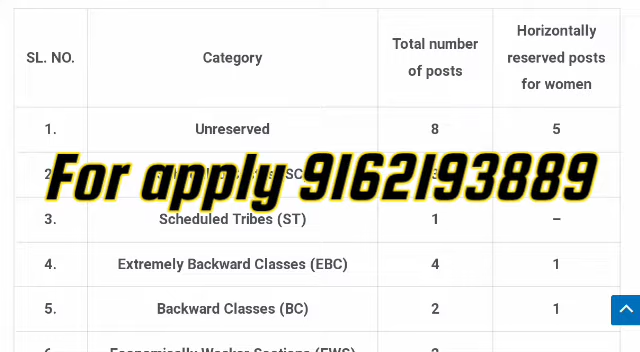 SL. NO. Category Total number of posts Horizontally reserved posts for women
1. Unreserved 8 5
For apply 9162193889
3. Scheduled Tribes (ST) 1 –
4. Extremely Backward Classes (EBC) 4 1
5. Backward Classes (BC) 2 1